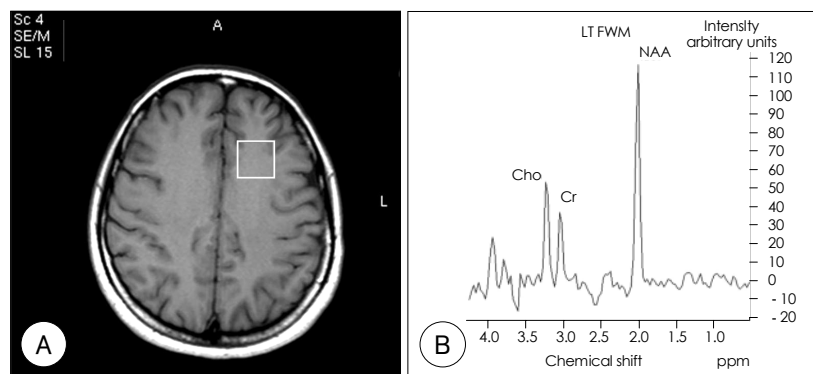 Sc 4
SE/M
SL 15
A
L
A
LT FWM
NAA
Cho
Cr
Intensity
arbitrary units
120
110
100
90
80
70
60
50
40
30
20
10
0
- 10
- 20
4.0 3.5 3.0 2.5 2.0 1.5 1.0
Chemical shift ppm
B